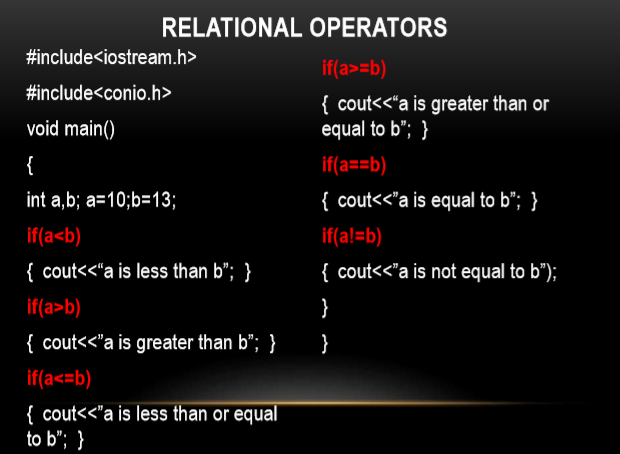 RELATIONAL OPERATORS
#include<iostream.h>
#include<conio.h>
void main()
{
int a,b; a=10;b=13;
if(a<b)
{ cout<<“a is less than b”; }
if(a>b)
{ cout<<”a is greater than b”; }
if(a<=b)
{ cout<<”a is less than or equal
to b”; }
if(a>=b)
{ cout<<“a is greater than or
equal to b”; }
if(a==b)
{ cout<<”a is equal to b”; }
if(a!=b)
{ cout<<”a is not equal to b”);
}
}